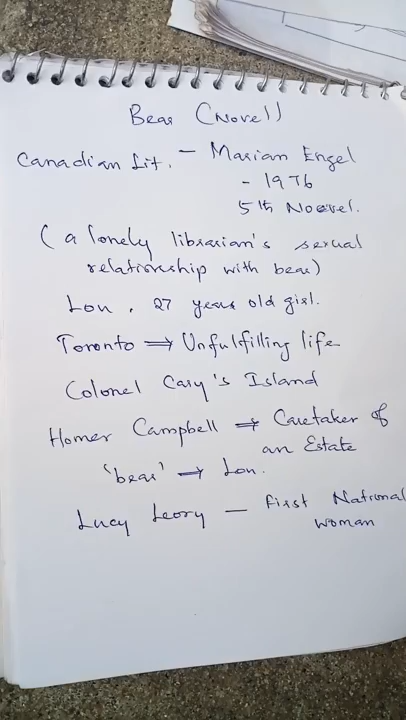 Bear (Novel)
Canadian Lit. - Marian Engel
- 1976
5th Novel.
(a lonely librarian's sexual
relationship with bear)
Lou, 27 years old girl.
Toronto ⇒ Unfulfilling life
Colonel Cary's Island
Homer Campbell ⇒ Caretaker of
an Estate
'bear' → Lou.
Lucy Leory — First National
woman